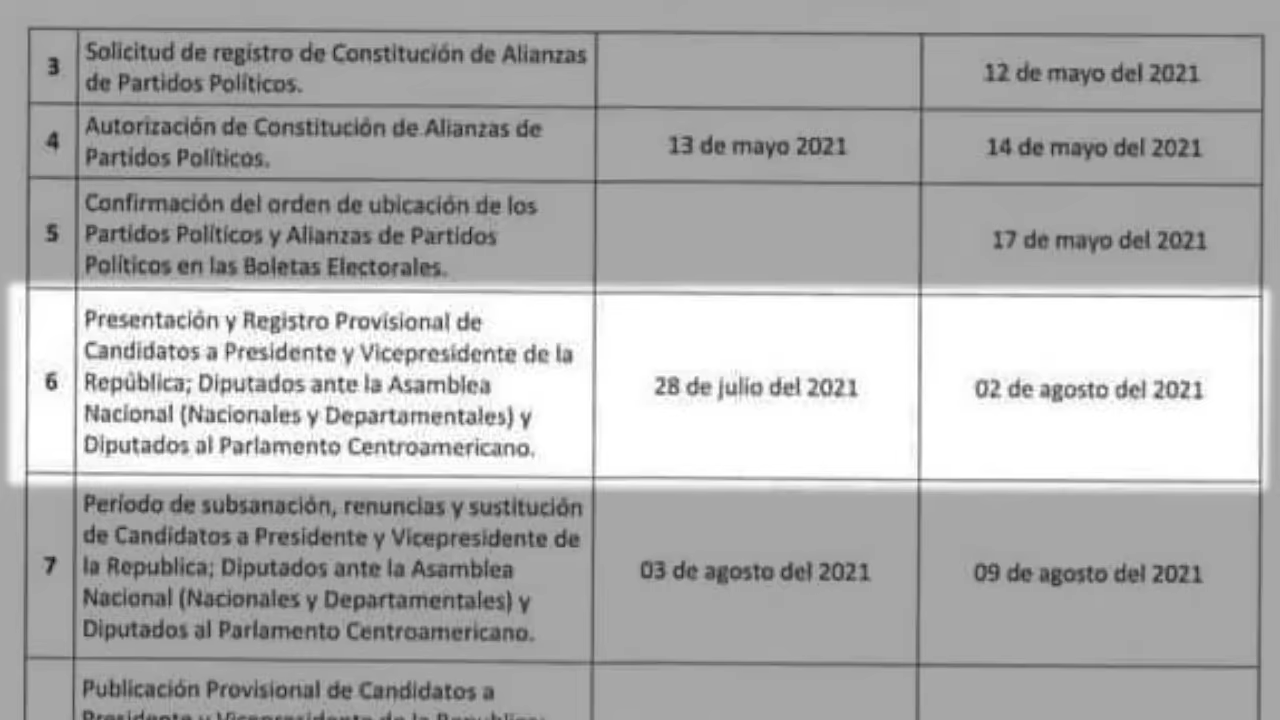 3
Solicitud de registro de Constitución de Alianzas
de Partidos Políticos.
12 de mayo del 2021
4
Autorización de Constitución de Alianzas de
Partidos Políticos.
13 de mayo 2021
14 de mayo del 2021
5
Confirmación del orden de ubicación de los
Partidos Políticos y Alianzas de Partidos
Políticos en las Boletas Electorales.
17 de mayo del 2021
6
Presentación y Registro Provisional de
Candidatos a Presidente y Vicepresidente de la
República; Diputados ante la Asamblea
Nacional (Nacionales y Departamentales) y
Diputados al Parlamento Centroamericano.
28 de julio del 2021
02 de agosto del 2021
7
Período de subsanación, renuncias y sustitución
de Candidatos a Presidente y Vicepresidente de
la Republica; Diputados ante la Asamblea
Nacional (Nacionales y Departamentales) y
Diputados al Parlamento Centroamericano.
03 de agosto del 2021
09 de agosto del 2021
Publicación Provisional de Candidatos a
Presidente y Vicepresidente de la Republica;